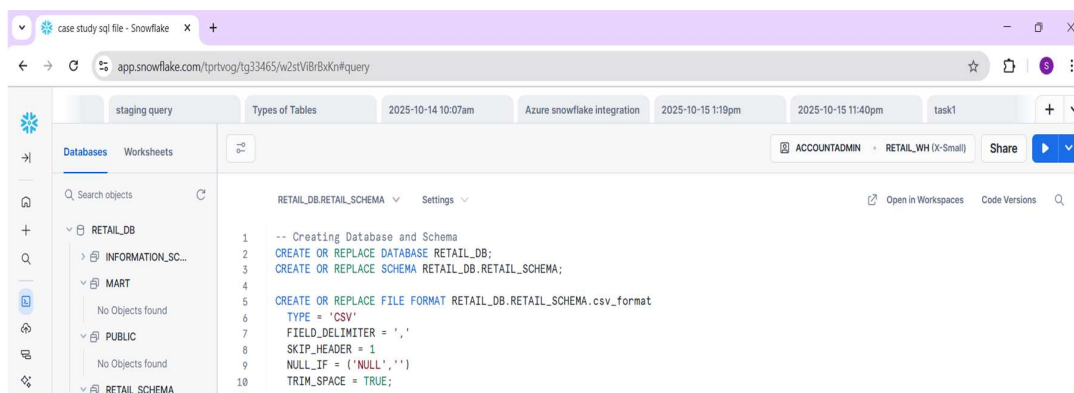 case study sql file - Snowflake
app.snowflake.com/tprtvog/tg33465/w2stViBrBxKn#query
staging query
Types of Tables
2025-10-14 10:07am
Azure snowflake integration
2025-10-15 1:19pm
2025-10-15 11:40pm
task1
Databases
Worksheets
ACCOUNTADMIN
RETAIL_WH (X-Small)
Share
Search objects
RETAIL_DB
INFORMATION_SC...
MART
No Objects found
PUBLIC
No Objects found
RETAIL_SCHEMA
RETAIL_DB.RETAIL_SCHEMA
Settings
Open in Workspaces
Code Versions
1 -- Creating Database and Schema
2 CREATE OR REPLACE DATABASE RETAIL_DB;
3 CREATE OR REPLACE SCHEMA RETAIL_DB.RETAIL_SCHEMA;
4
5 CREATE OR REPLACE FILE FORMAT RETAIL_DB.RETAIL_SCHEMA.csv_format
6 TYPE = 'CSV'
7 FIELD_DELIMITER = ','
8 SKIP_HEADER = 1
9 NULL_IF = ('NULL','')
10 TRIM_SPACE = TRUE;
S